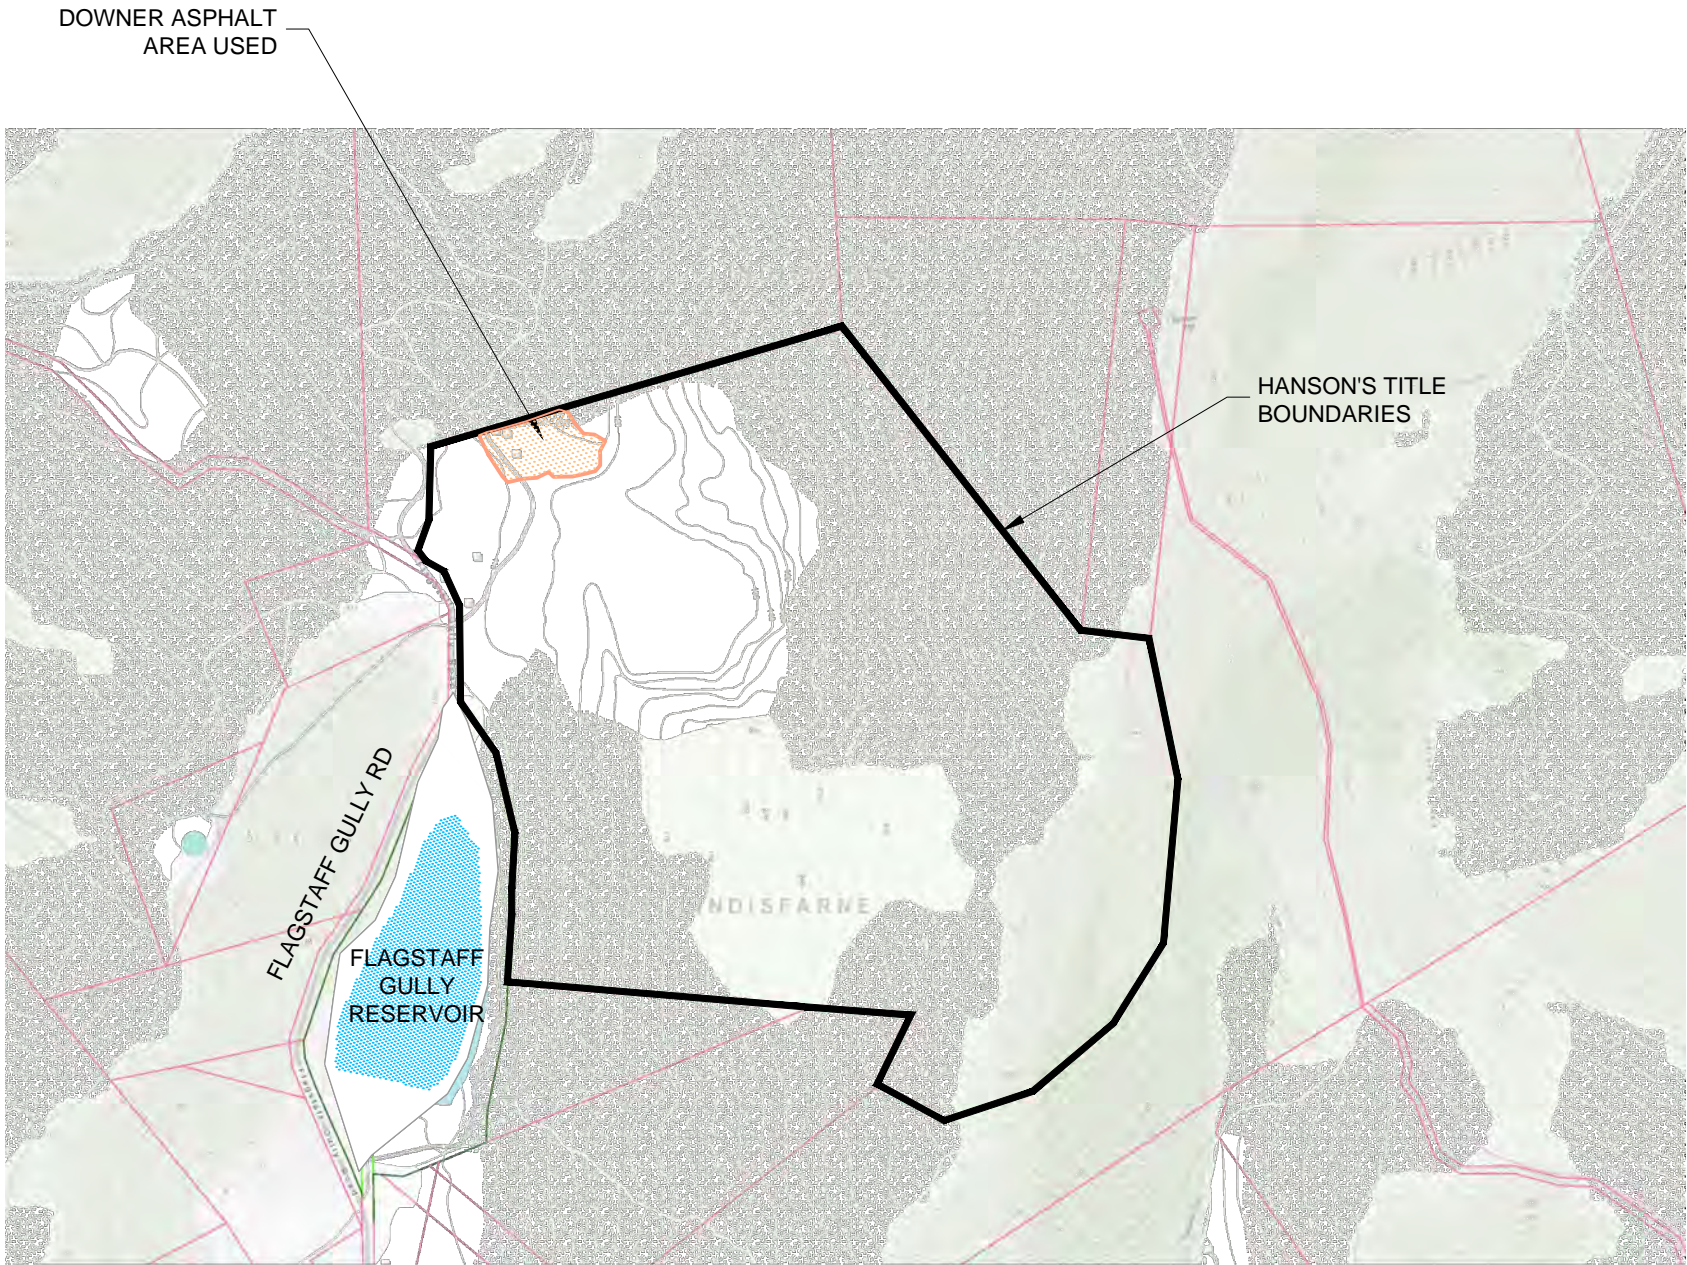 DOWNER ASPHALT
AREA USED
HANSON'S TITLE
BOUNDARIES
FLAGSTAFF GULLY RD
NDISFARNE
FLAGSTAFF
GULLY
RESERVOIR